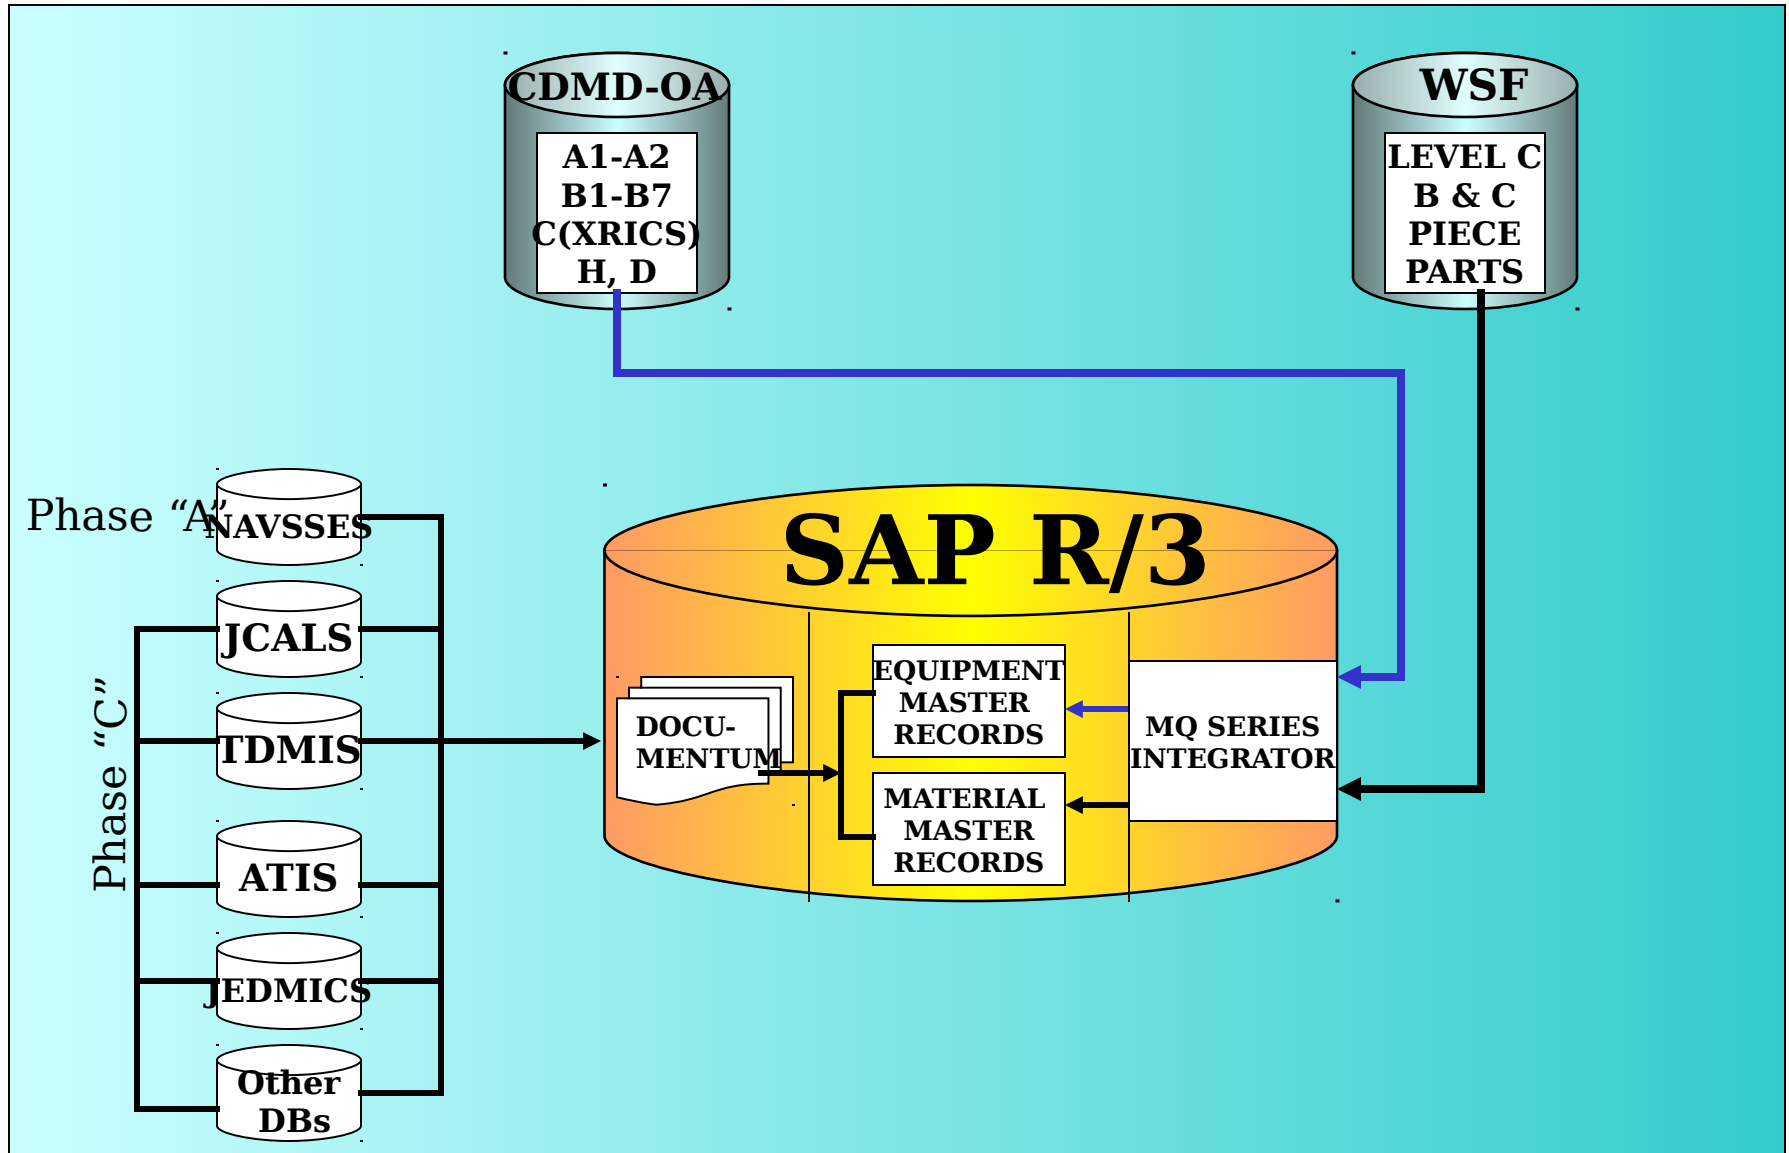 CDMD-OA
A1-A2
B1-B7
C(XRICS)
H, D
WSF
LEVEL C
B & C
PIECE
PARTS
Phase “A”
NAVSSES
JCALS
TDMIS
Phase “C”
ATIS
JEDMICS
Other
DBs
SAP R/3
DOCU-
MENTUM
EQUIPMENT
MASTER
RECORDS
MATERIAL
MASTER
RECORDS
MQ SERIES
INTEGRATOR